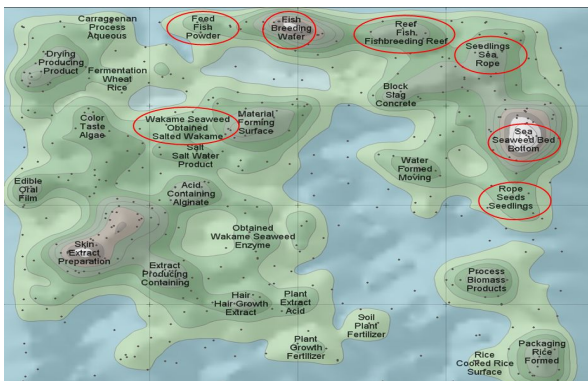 Carrageenan
Process
Aqueous
Feed
Fish
Powder
Fish
Breeding
Water
Reef
Fish.
Fishbreeding Reef
Seedlings
Sea
Rope
Drying
Producing
Product
Fermentation
Wheat
Rice
Block
Slag
Concrete
Color
Taste
Algae
Wakame Seaweed
Obtained
Salted Wakame
Material
Forming
Surface
Sea
Seaweed Bed
Bottom
Salt
Salt Water
Product
Water
Formed
Moving
Edible
Oral
Film
Acid
Containing
Alginate
Rope
Seeds
Seedlings
Skin
Extract
Preparation
Obtained
Wakame Seaweed
Enzyme
Extract
Producing
Containing
Process
Biomass
Products
Hair
Hair-Growth
Extract
Plant
Extract
Acid
Soil
Plant
Fertilizer
Plant
Growth
Fertilizer
Rice
Cooked Rice
Surface
Packaging
Rice
Formed